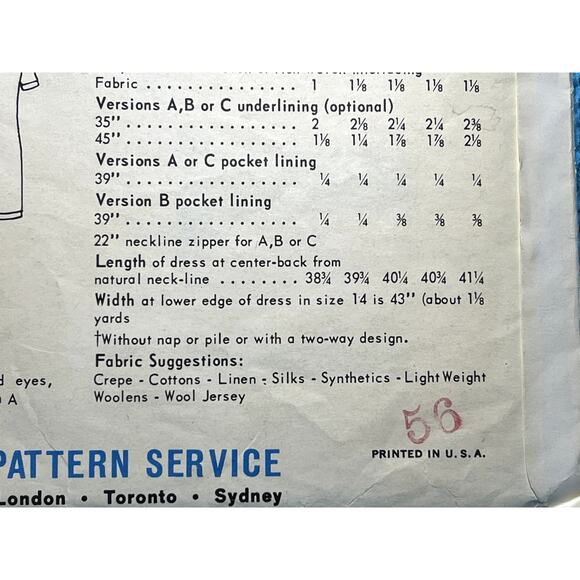 Fabric . . . . . . . . . . . . . . . . 1 1⅛ 1⅛ 1⅛ 1⅛
Versions A,B or C underlining (optional)
35" . . . . . . . . . . . . . . . . . . 2 2⅛ 2¼ 2¼ 2⅜
45" . . . . . . . . . . . . . . . . . . 1⅛ 1¼ 1⅞ 1⅞ 2⅛
Versions A or C pocket lining
39" . . . . . . . . . . . . . . . . . . ¼ ¼ ¼ ¼ ¼
Version B pocket lining
39" . . . . . . . . . . . . . . . . . . ¼ ¼ ⅜ ⅜ ⅜
22" neckline zipper for A,B or C
Length of dress at center-back from
natural neck-line . . . . . . . . 38¾ 39¾ 40¼ 40¾ 41¼
Width at lower edge of dress in size 14 is 43" (about 1⅛
yards
†Without nap or pile or with a two-way design.
Fabric Suggestions:
Crepe - Cottons - Linen - Silks - Synthetics - Light Weight
Woolens - Wool Jersey
eyes,
A
56
PATTERN SERVICE
PRINTED IN U.S.A.
London • Toronto • Sydney